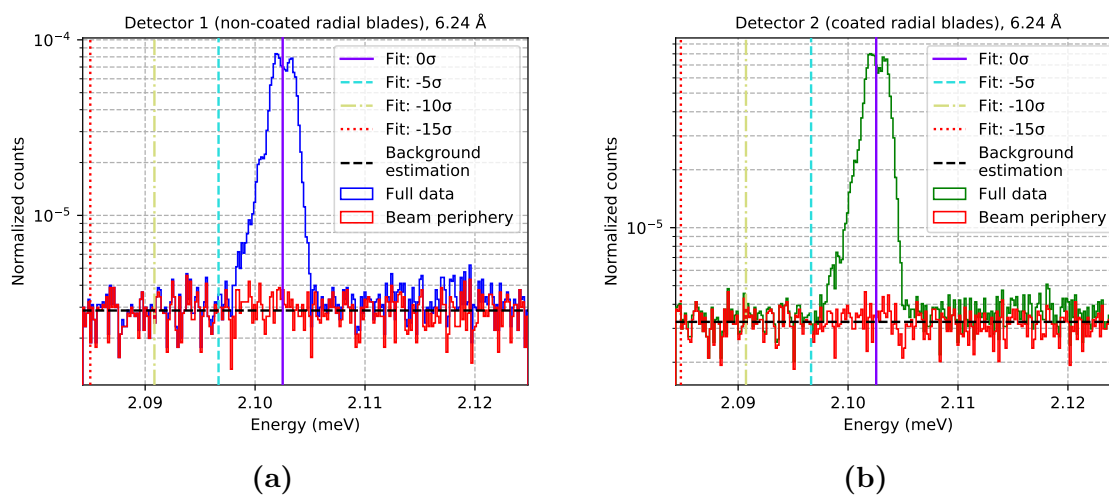 Detector 1 (non-coated radial blades), 6.24 Å
10⁻⁴
10⁻⁵
Normalized counts
Fit: 0σ
Fit: -5σ
Fit: -10σ
Fit: -15σ
Background
estimation
Full data
Beam periphery
2.09
2.10
2.11
2.12
Energy (meV)
(a)
Detector 2 (coated radial blades), 6.24 Å
10⁻⁵
Normalized counts
Fit: 0σ
Fit: -5σ
Fit: -10σ
Fit: -15σ
Background
estimation
Full data
Beam periphery
2.09
2.10
2.11
2.12
Energy (meV)
(b)